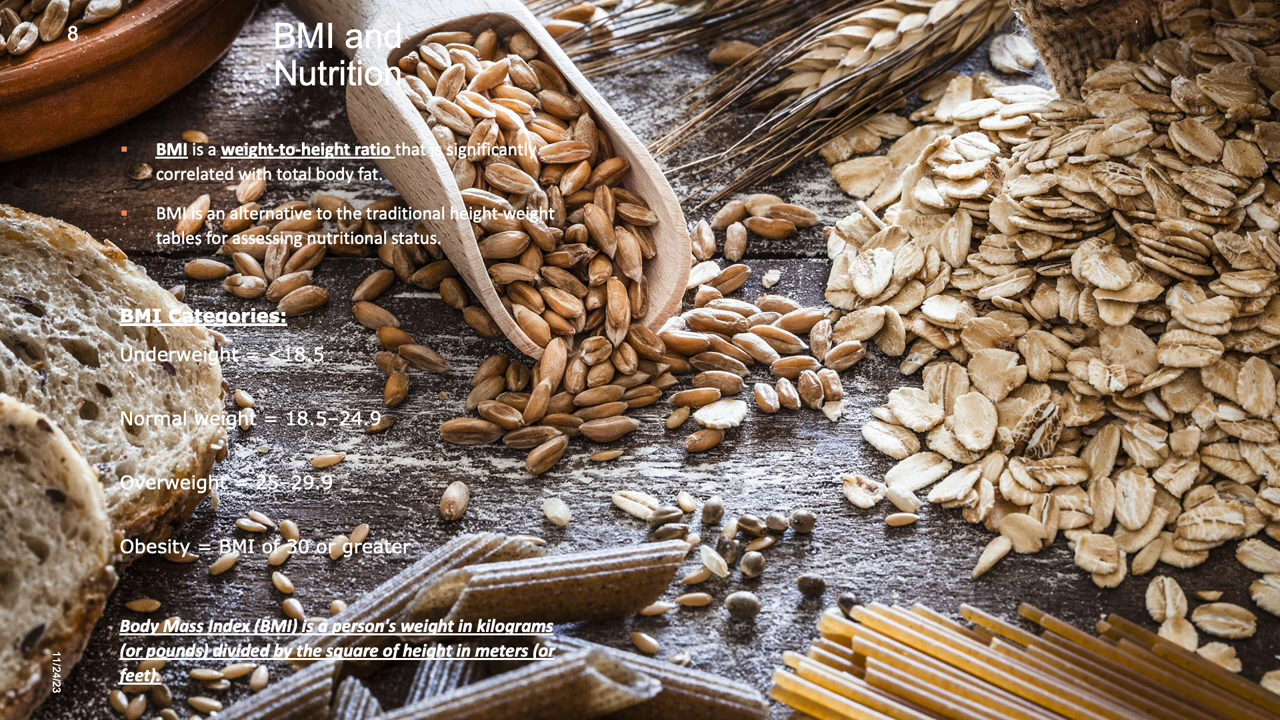 8
BMI and
Nutrition
▪ BMI is a weight-to-height ratio that is significantly
correlated with total body fat.
▪ BMI is an alternative to the traditional height-weight
tables for assessing nutritional status.
BMI Categories:
Underweight = <18.5
Normal weight = 18.5–24.9
Overweight = 25–29.9
Obesity = BMI of 30 or greater
Body Mass Index (BMI) is a person's weight in kilograms
(or pounds) divided by the square of height in meters (or
feet).
11/24/23